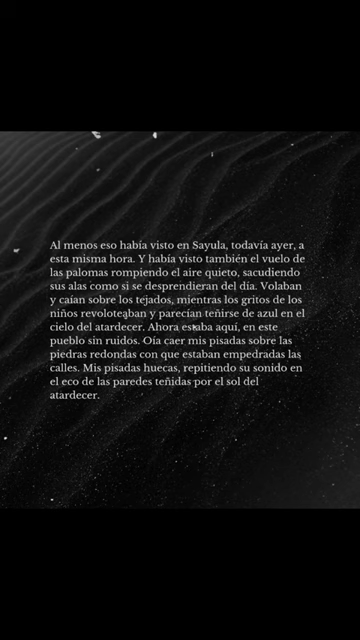 Al menos eso había visto en Sayula, todavía ayer, a
esta misma hora. Y había visto también el vuelo de
las palomas rompiendo el aire quieto, sacudiendo
sus alas como si se desprendieran del día. Volaban
y caían sobre los tejados, mientras los gritos de los
niños revoloteaban y parecían teñirse de azul en el
cielo del atardecer. Ahora estaba aquí, en este
pueblo sin ruidos. Oía caer mis pisadas sobre las
piedras redondas con que estaban empedradas las
calles. Mis pisadas huecas, repitiendo su sonido en
el eco de las paredes teñidas por el sol del
atardecer.